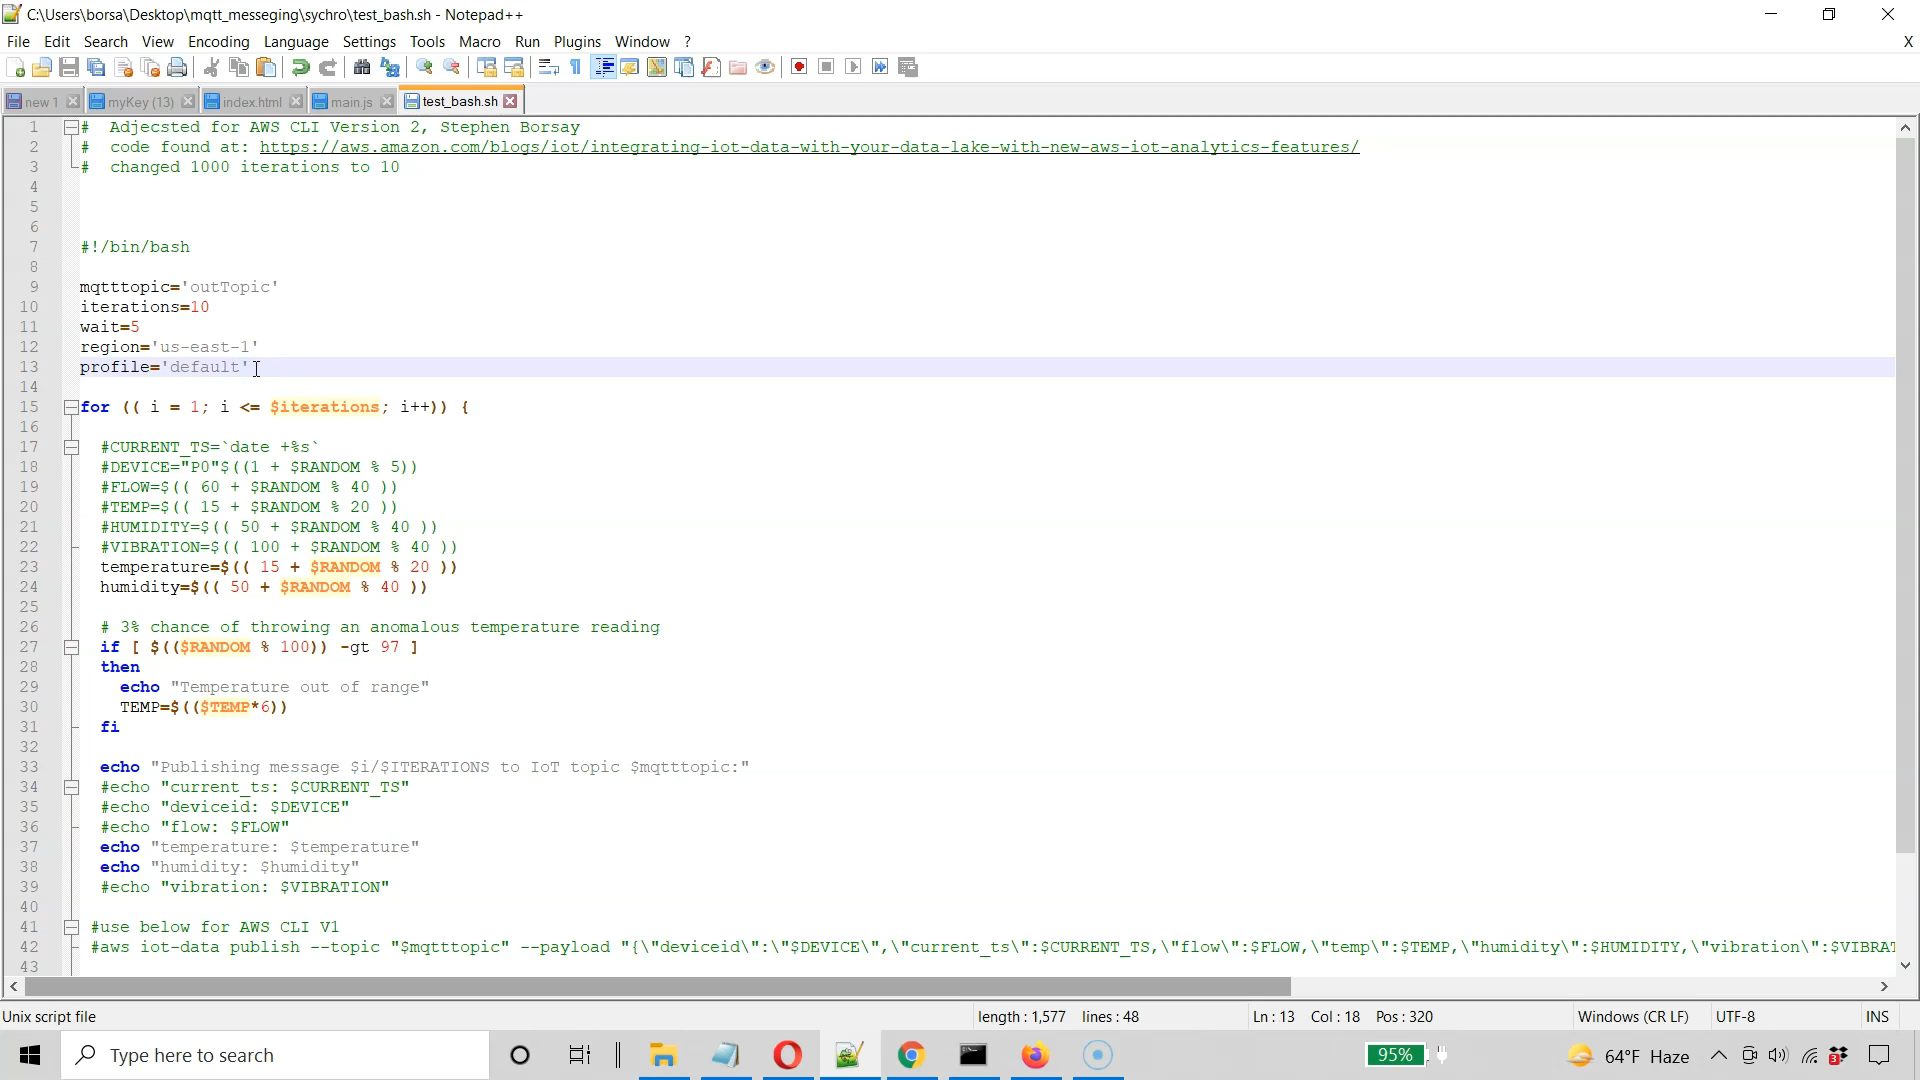 C:\Users\borsa\Desktop\mqtt_messeging\sychro\test_bash.sh - Notepad++
File Edit Search View Encoding Language Settings Tools Macro Run Plugins Window ? X
new 1 myKey (13) index.html main.js test_bash.sh
1 # Adjecsted for AWS CLI Version 2, Stephen Borsay
2 # code found at: https://aws.amazon.com/blogs/iot/integrating-iot-data-with-your-data-lake-with-new-aws-iot-analytics-features/
3 # changed 1000 iterations to 10
4
5
6
7 #!/bin/bash
8
9 mqtttopic='outTopic'
10 iterations=10
11 wait=5
12 region='us-east-1'
13 profile='default'
14
15 for (( i = 1; i <= $iterations; i++)) {
16
17 #CURRENT_TS=`date +%s`
18 #DEVICE="P0"$((1 + $RANDOM % 5))
19 #FLOW=$(( 60 + $RANDOM % 40 ))
20 #TEMP=$(( 15 + $RANDOM % 20 ))
21 #HUMIDITY=$(( 50 + $RANDOM % 40 ))
22 #VIBRATION=$(( 100 + $RANDOM % 40 ))
23 temperature=$(( 15 + $RANDOM % 20 ))
24 humidity=$(( 50 + $RANDOM % 40 ))
25
26 # 3% chance of throwing an anomalous temperature reading
27 if [ $(($RANDOM % 100)) -gt 97 ]
28 then
29 echo "Temperature out of range"
30 TEMP=$(($TEMP*6))
31 fi
32
33 echo "Publishing message $i/$ITERATIONS to IoT topic $mqtttopic:"
34 #echo "current_ts: $CURRENT_TS"
35 #echo "deviceid: $DEVICE"
36 #echo "flow: $FLOW"
37 echo "temperature: $temperature"
38 echo "humidity: $humidity"
39 #echo "vibration: $VIBRATION"
40
41 #use below for AWS CLI V1
42 #aws iot-data publish --topic "$mqtttopic" --payload "{\"deviceid\":\"$DEVICE\",\"current_ts\":$CURRENT_TS,\"flow\":$FLOW,\"temp\":$TEMP,\"humidity\":$HUMIDITY,\"vibration\":$VIBRAT
43
Unix script file length : 1,577 lines : 48 Ln : 13 Col : 18 Pos : 320 Windows (CR LF) UTF-8 INS
Type here to search 95% 64°F Haze 3